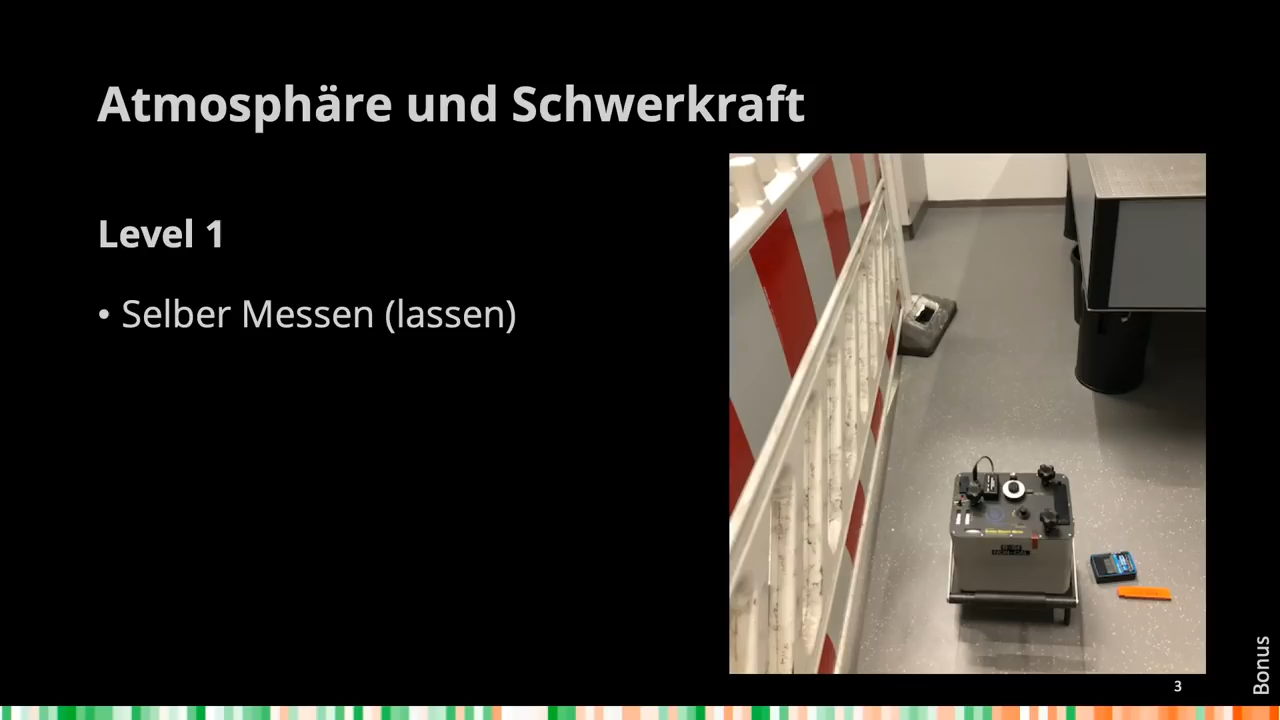 Atmosphäre und Schwerkraft
Level 1
• Selber Messen (lassen)
3
Bonus